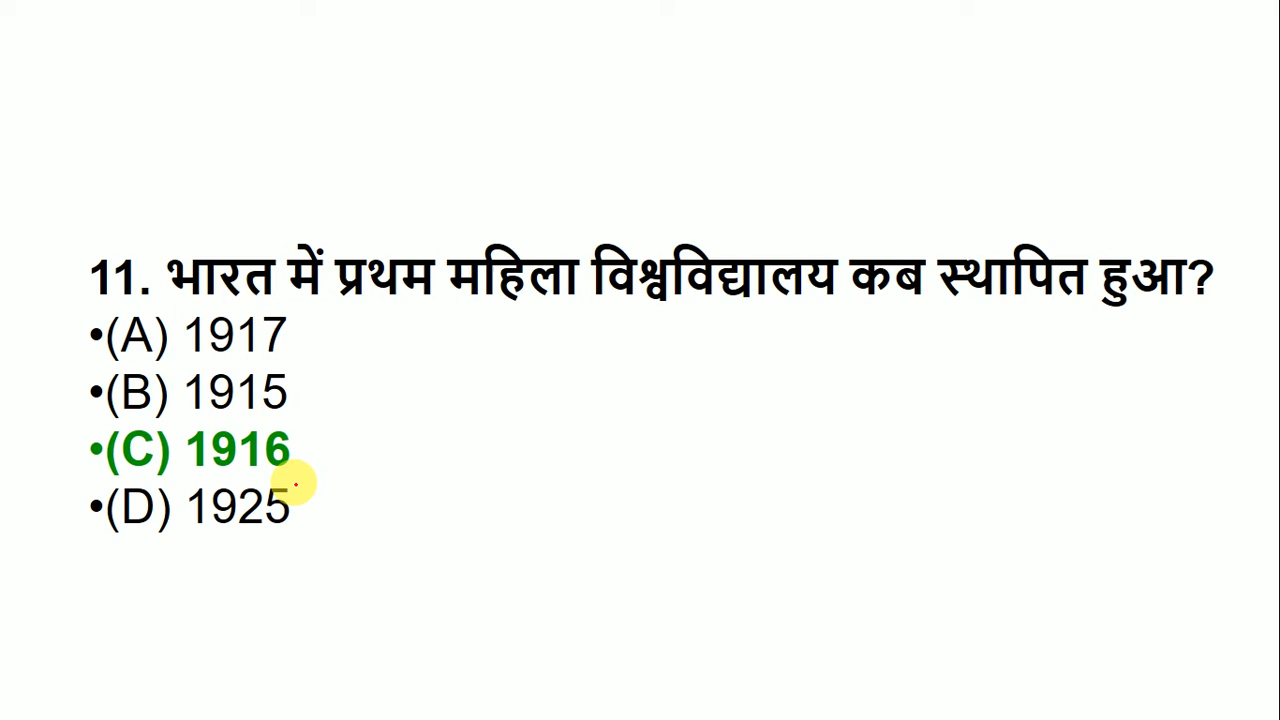 11. भारत में प्रथम महिला विश्वविद्यालय कब स्थापित हुआ?
•(A) 1917
•(B) 1915
•(C) 1916
•(D) 1925